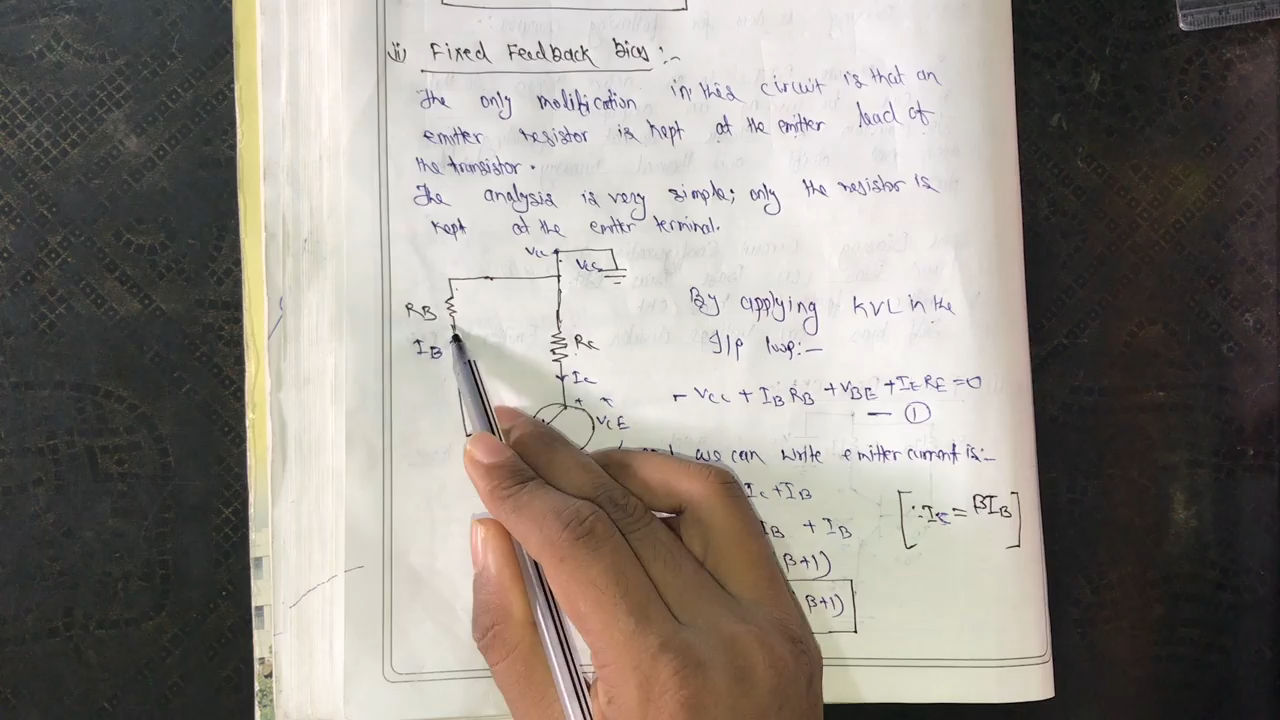 ii) Fixed Feedback Bias :-
The only modification in this circuit is that an
emitter resistor is kept at the emitter lead of
the transistor.
The analysis is very simple; only the resistor is
kept at the emitter terminal.
VCC
VCC
RB
IB
RC
IC
+
VCE
By applying KVL in the
I/P loop:-
- VCC + IB RB + VBE + IE RE = 0
— ①
we can write emitter current is:-
IC + IB
[∵ IC = βIB]
IB + IB
β+1)
β+1)